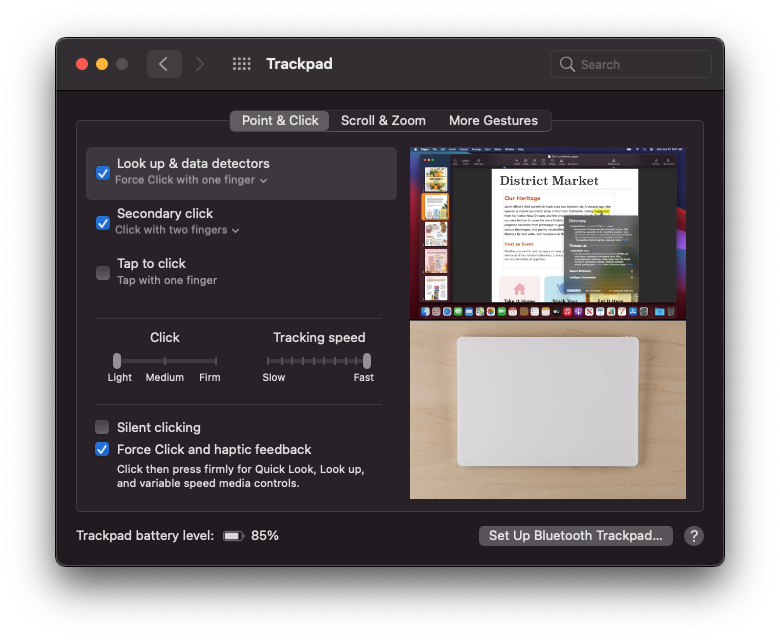 Trackpad
Search
Point & Click
Scroll & Zoom
More Gestures
Look up & data detectors
Force Click with one finger
Secondary click
Click with two fingers
Tap to click
Tap with one finger
Click
Tracking speed
Light
Medium
Firm
Slow
Fast
Silent clicking
Force Click and haptic feedback
Click then press firmly for Quick Look, Look up,
and variable speed media controls.
District Market
Our Heritage
Host an Event
Trackpad battery level:
85%
Set Up Bluetooth Trackpad...
?